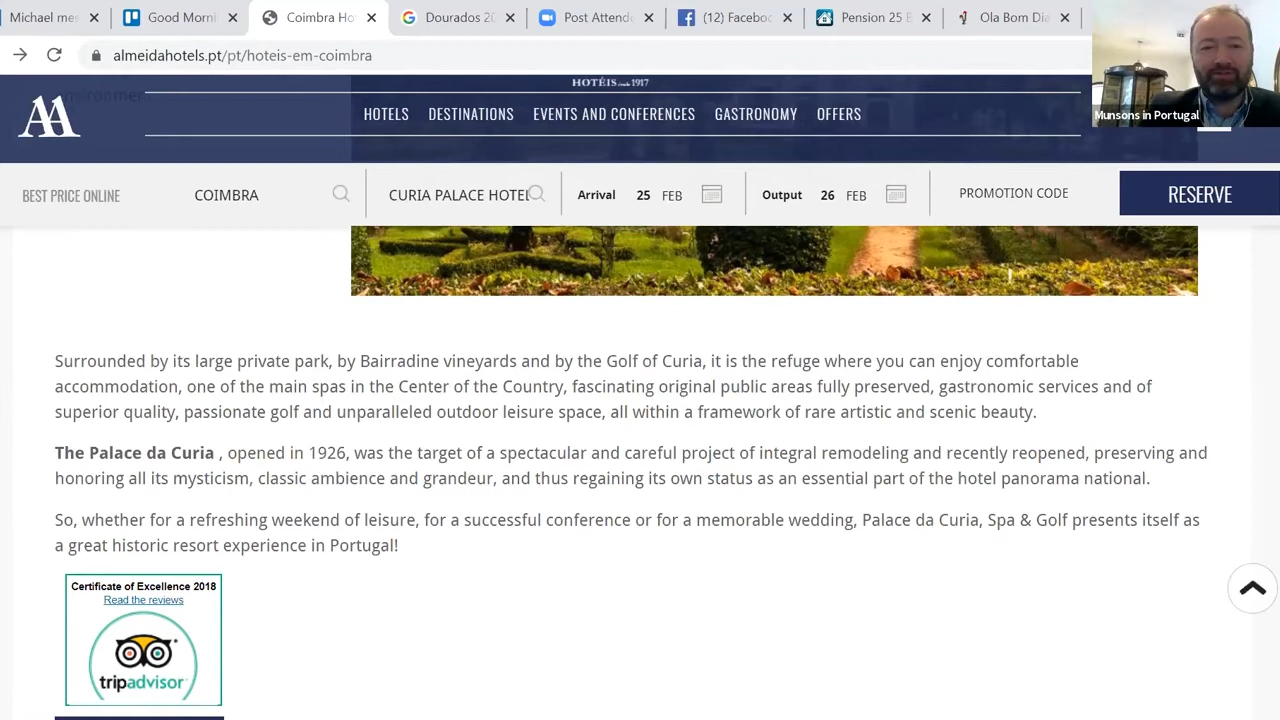 Michael mes
Good Morni
Coimbra Ho
Dourados 20
Post Attende
(12) Faceboo
Pension 25 E
Ola Bom Dia
almeidahotels.pt/pt/hoteis-em-coimbra
Munsons in Portugal
HOTÉIS desde 1917
AA
HOTELS
DESTINATIONS
EVENTS AND CONFERENCES
GASTRONOMY
OFFERS
BEST PRICE ONLINE
COIMBRA
CURIA PALACE HOTEL
Arrival 25 FEB
Output 26 FEB
PROMOTION CODE
RESERVE
Surrounded by its large private park, by Bairradine vineyards and by the Golf of Curia, it is the refuge where you can enjoy comfortable
accommodation, one of the main spas in the Center of the Country, fascinating original public areas fully preserved, gastronomic services and of
superior quality, passionate golf and unparalleled outdoor leisure space, all within a framework of rare artistic and scenic beauty.
The Palace da Curia , opened in 1926, was the target of a spectacular and careful project of integral remodeling and recently reopened, preserving and
honoring all its mysticism, classic ambience and grandeur, and thus regaining its own status as an essential part of the hotel panorama national.
So, whether for a refreshing weekend of leisure, for a successful conference or for a memorable wedding, Palace da Curia, Spa & Golf presents itself as
a great historic resort experience in Portugal!
Certificate of Excellence 2018
Read the reviews
tripadvisor